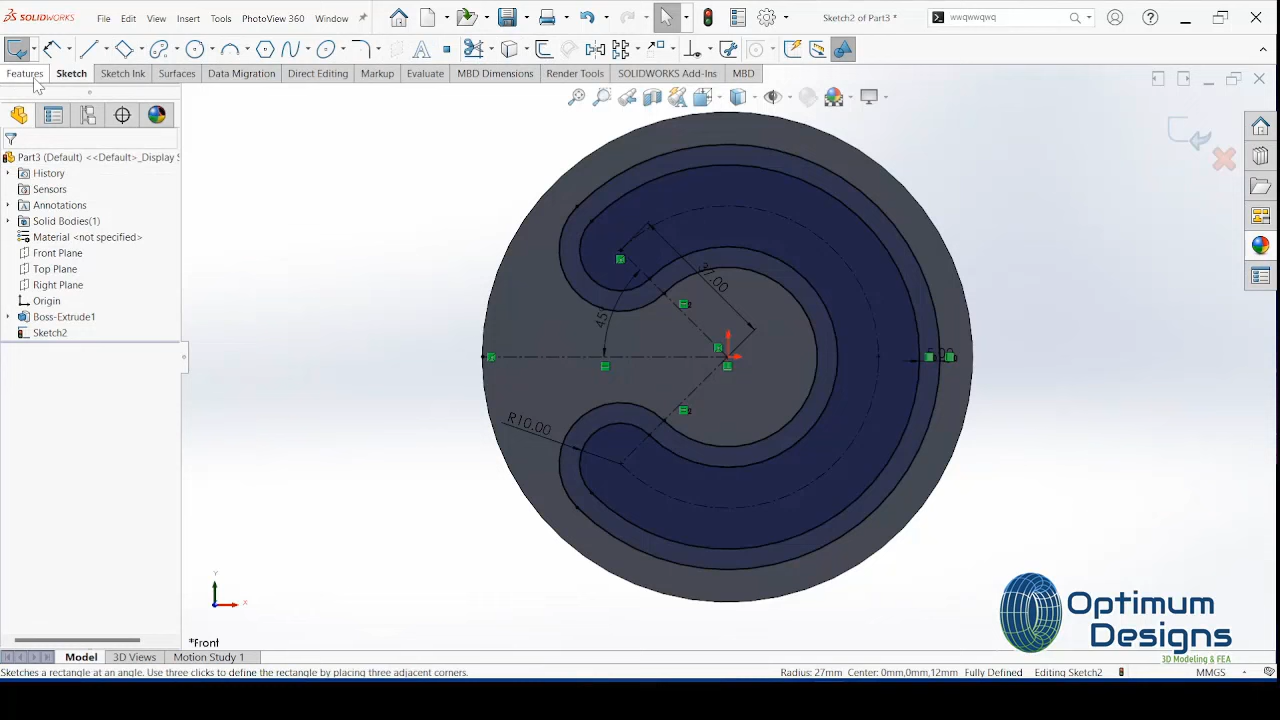 SOLIDWORKS File Edit View Insert Tools PhotoView 360 Window Sketch2 of Part3 * wwqwwqwq
Features Sketch Sketch Ink Surfaces Data Migration Direct Editing Markup Evaluate MBD Dimensions Render Tools SOLIDWORKS Add-Ins MBD
Part3 (Default) <<Default>_Display S
History
Sensors
Annotations
Solid Bodies(1)
Material <not specified>
Front Plane
Top Plane
Right Plane
Origin
Boss-Extrude1
Sketch2
37.00
45°
5.00
R10.00
Y
X
*Front
Optimum
Designs
3D Modeling & FEA
Model 3D Views Motion Study 1
Sketches a rectangle at an angle. Use three clicks to define the rectangle by placing three adjacent corners. Radius: 27mm Center: 0mm,0mm,12mm Fully Defined Editing Sketch2 MMGS